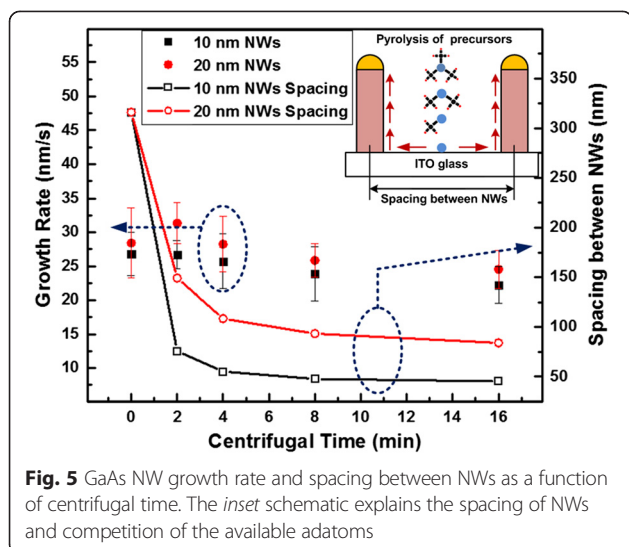 10 nm NWs
20 nm NWs
10 nm NWs Spacing
20 nm NWs Spacing
Pyrolysis of precursors
ITO glass
Spacing between NWs
Growth Rate (nm/s)
55
50
45
40
35
30
25
20
15
10
Spacing between NWs (nm)
350
300
250
200
150
100
50
0 2 4 6 8 10 12 14 16
Centrifugal Time (min)
Fig. 5 GaAs NW growth rate and spacing between NWs as a function
of centrifugal time. The inset schematic explains the spacing of NWs
and competition of the available adatoms